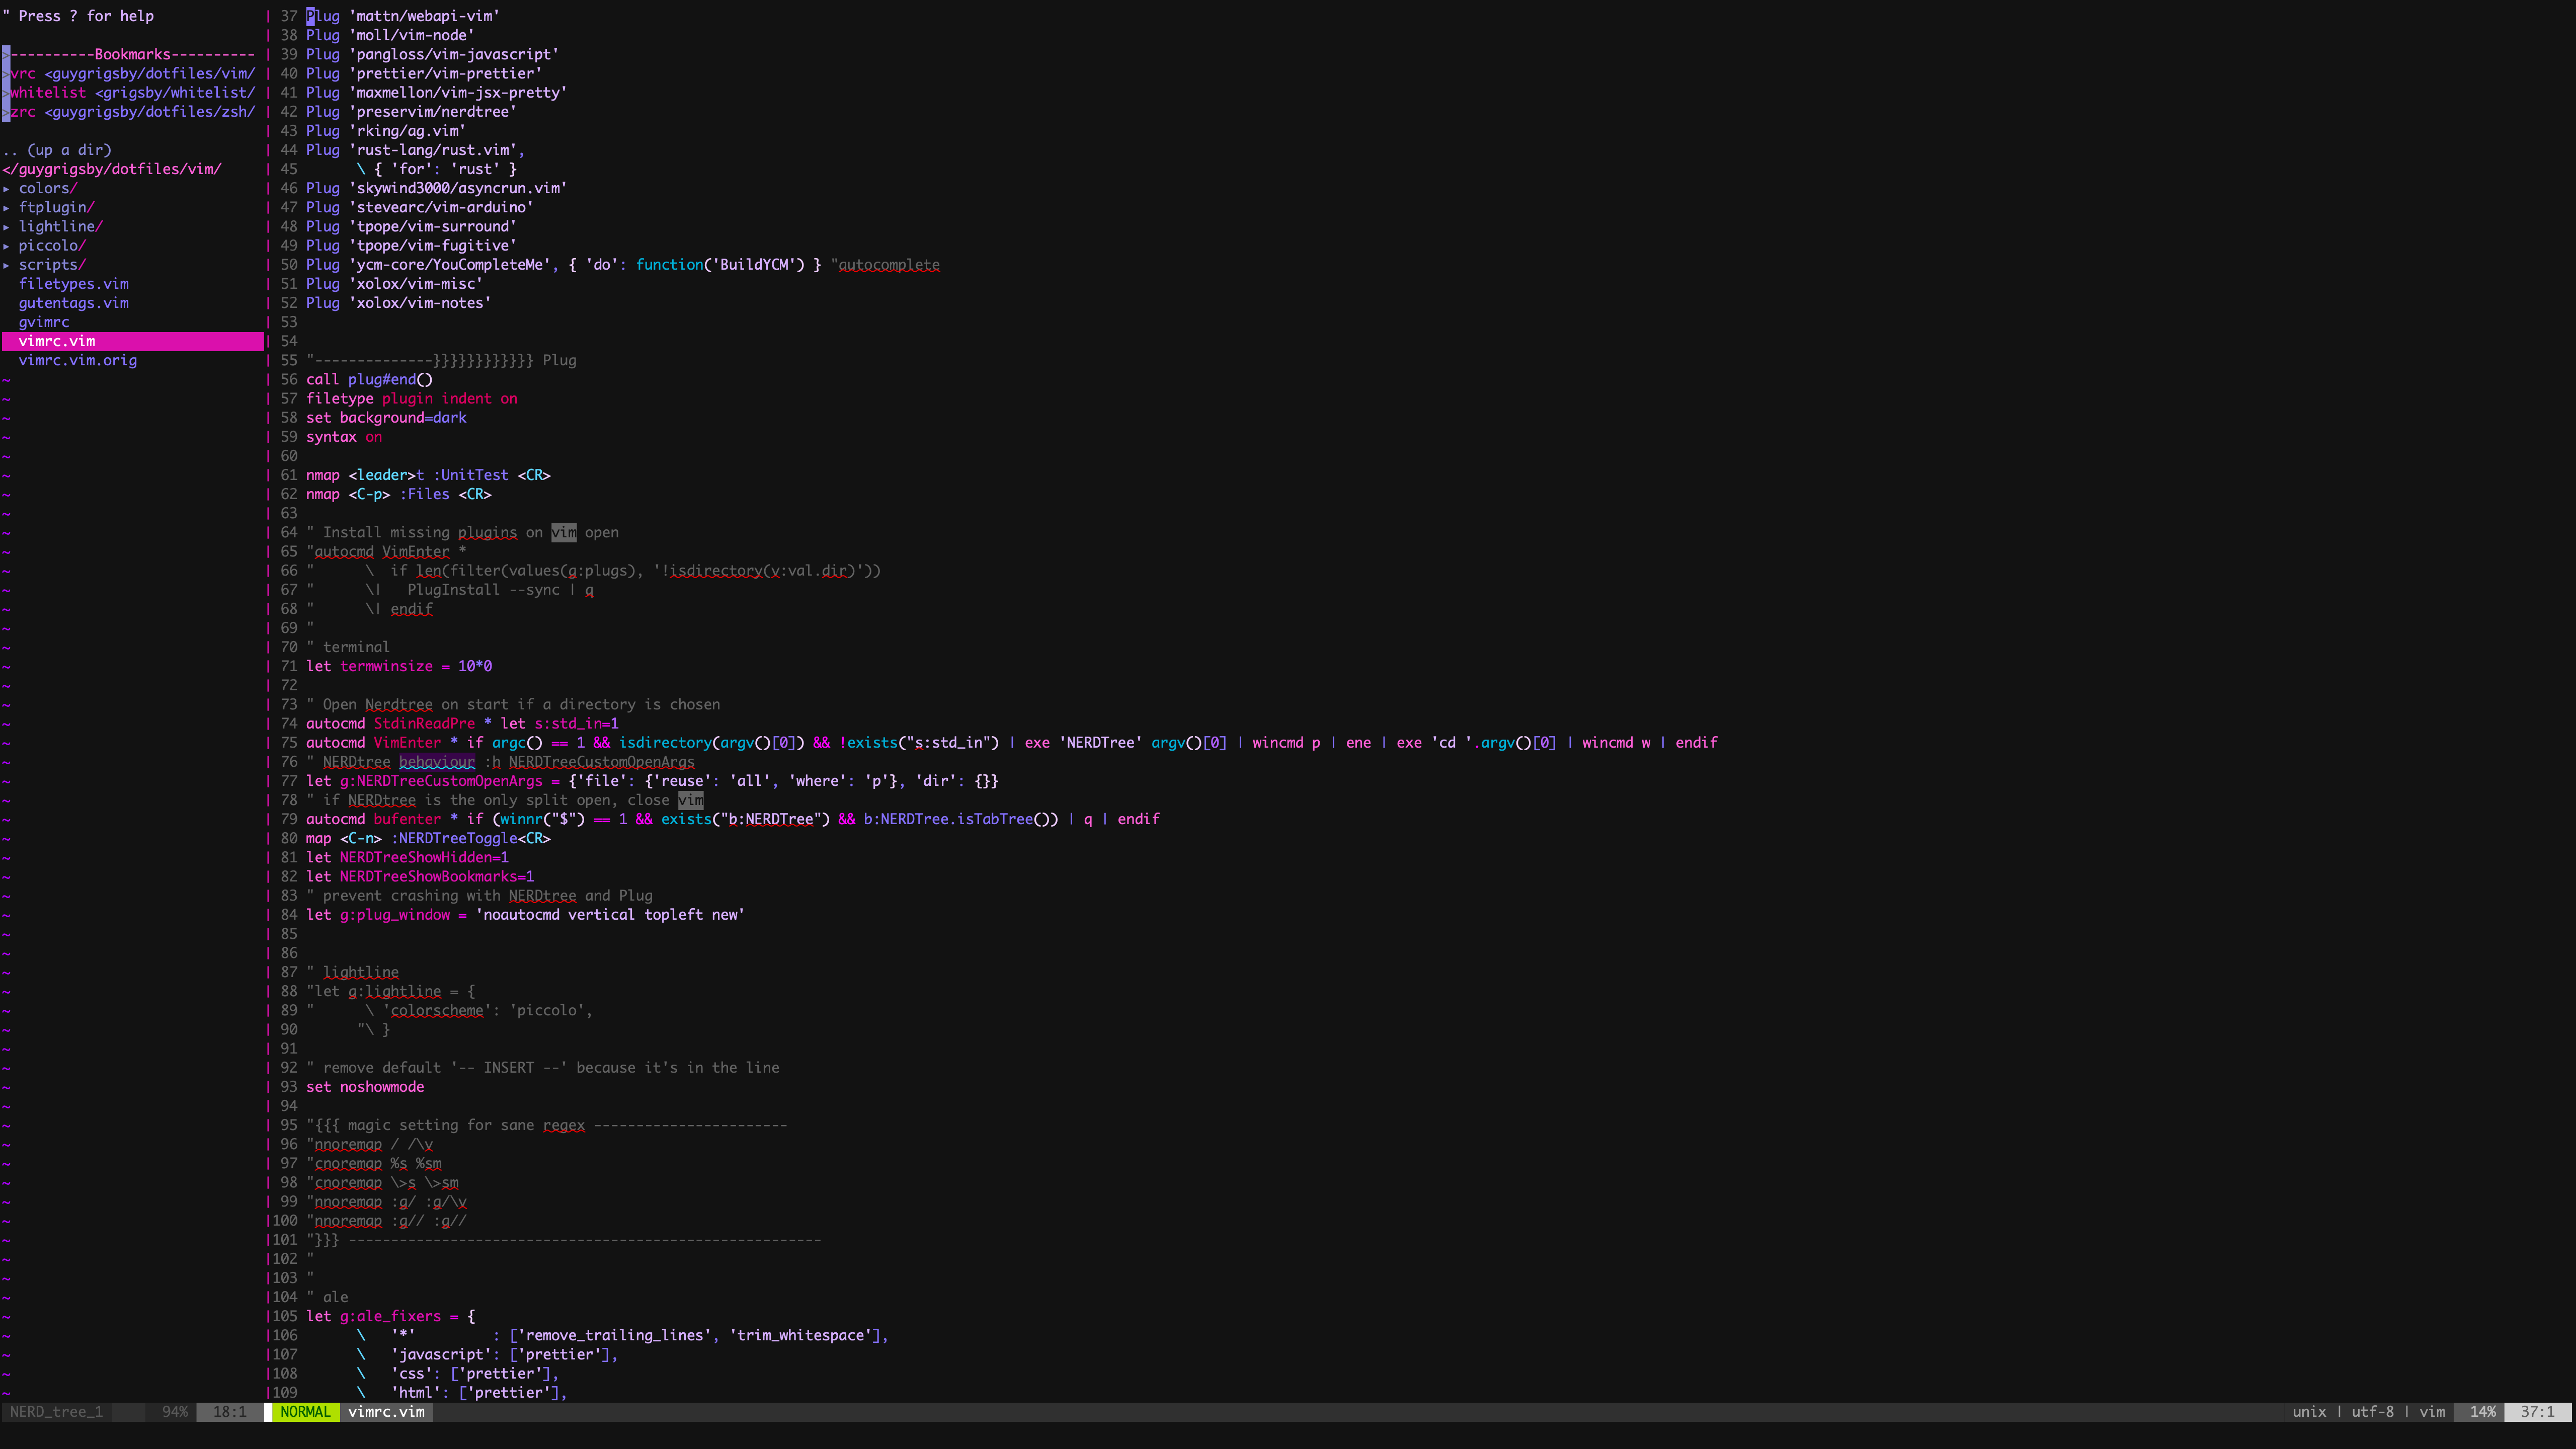 " Press ? for help
>----------Bookmarks----------
>vrc <guygrigsby/dotfiles/vim/
>whitelist <grigsby/whitelist/
>zrc <guygrigsby/dotfiles/zsh/
.. (up a dir)
</guygrigsby/dotfiles/vim/
▸ colors/
▸ ftplugin/
▸ lightline/
▸ piccolo/
▸ scripts/
filetypes.vim
gutentags.vim
gvimrc
vimrc.vim
vimrc.vim.orig
37 Plug 'mattn/webapi-vim'
38 Plug 'moll/vim-node'
39 Plug 'pangloss/vim-javascript'
40 Plug 'prettier/vim-prettier'
41 Plug 'maxmellon/vim-jsx-pretty'
42 Plug 'preservim/nerdtree'
43 Plug 'rking/ag.vim'
44 Plug 'rust-lang/rust.vim',
45       \ { 'for': 'rust' }
46 Plug 'skywind3000/asyncrun.vim'
47 Plug 'stevearc/vim-arduino'
48 Plug 'tpope/vim-surround'
49 Plug 'tpope/vim-fugitive'
50 Plug 'ycm-core/YouCompleteMe', { 'do': function('BuildYCM') } "autocomplete
51 Plug 'xolox/vim-misc'
52 Plug 'xolox/vim-notes'
53
54
55 "--------------}}}}}}}}}}}} Plug
56 call plug#end()
57 filetype plugin indent on
58 set background=dark
59 syntax on
60
61 nmap <leader>t :UnitTest <CR>
62 nmap <C-p> :Files <CR>
63
64 " Install missing plugins on vim open
65 "autocmd VimEnter *
66 "      \  if len(filter(values(g:plugs), '!isdirectory(v:val.dir)'))
67 "      \|   PlugInstall --sync | q
68 "      \| endif
69 "
70 " terminal
71 let termwinsize = 10*0
72
73 " Open Nerdtree on start if a directory is chosen
74 autocmd StdinReadPre * let s:std_in=1
75 autocmd VimEnter * if argc() == 1 && isdirectory(argv()[0]) && !exists("s:std_in") | exe 'NERDTree' argv()[0] | wincmd p | ene | exe 'cd '.argv()[0] | wincmd w | endif
76 " NERDtree behaviour :h NERDTreeCustomOpenArgs
77 let g:NERDTreeCustomOpenArgs = {'file': {'reuse': 'all', 'where': 'p'}, 'dir': {}}
78 " if NERDtree is the only split open, close vim
79 autocmd bufenter * if (winnr("$") == 1 && exists("b:NERDTree") && b:NERDTree.isTabTree()) | q | endif
80 map <C-n> :NERDTreeToggle<CR>
81 let NERDTreeShowHidden=1
82 let NERDTreeShowBookmarks=1
83 " prevent crashing with NERDtree and Plug
84 let g:plug_window = 'noautocmd vertical topleft new'
85
86
87 " lightline
88 "let g:lightline = {
89 "      \ 'colorscheme': 'piccolo',
90       "\ }
91
92 " remove default '-- INSERT --' because it's in the line
93 set noshowmode
94
95 "{{{ magic setting for sane regex -----------------------
96 "nnoremap / /\v
97 "cnoremap %s %sm
98 "cnoremap \>s \>sm
99 "nnoremap :g/ :g/\v
100 "nnoremap :g// :g//
101 "}}} --------------------------------------------------------
102 "
103 "
104 " ale
105 let g:ale_fixers = {
106       \   '*'         : ['remove_trailing_lines', 'trim_whitespace'],
107       \   'javascript': ['prettier'],
108       \   'css': ['prettier'],
109       \   'html': ['prettier'],
NERD_tree_1 94% 18:1 NORMAL vimrc.vim unix | utf-8 | vim 14% 37:1